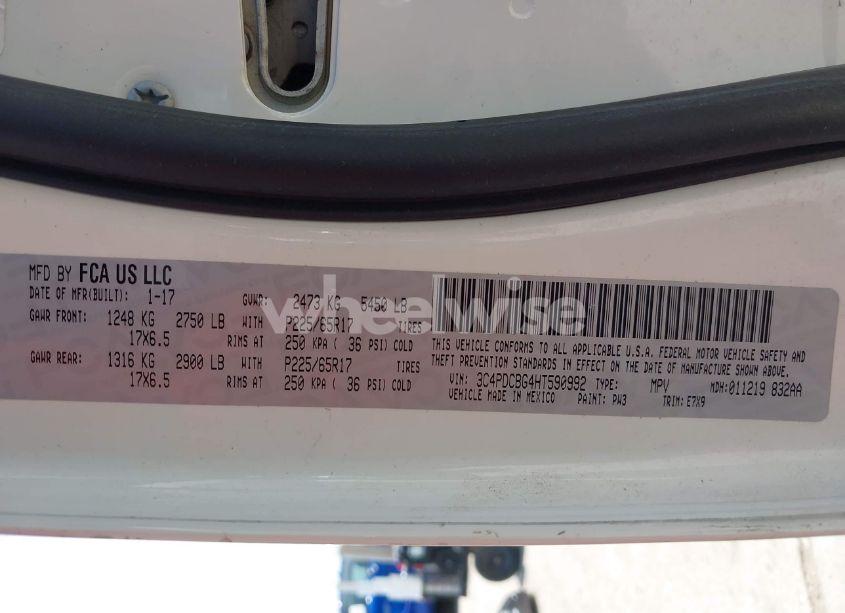 MFD BY FCA US LLC
DATE OF MFR(BUILT): 1-17 GVWR: 2473 KG 5450 LB
GAWR FRONT: 1248 KG 2750 LB WITH P225/65R17 TIRES
17X6.5 RIMS AT 250 KPA ( 36 PSI) COLD
GAWR REAR: 1316 KG 2900 LB WITH P225/65R17 TIRES
17X6.5 RIMS AT 250 KPA ( 36 PSI) COLD
THIS VEHICLE CONFORMS TO ALL APPLICABLE U.S.A. FEDERAL MOTOR VEHICLE SAFETY AND
THEFT PREVENTION STANDARDS IN EFFECT ON THE DATE OF MANUFACTURE SHOWN ABOVE.
VIN: 3C4PDCBG4HT590992 TYPE: MPV MDH:011219 832AA
VEHICLE MADE IN MEXICO PAINT: PW3 TRIM: E7X9
wheelwise